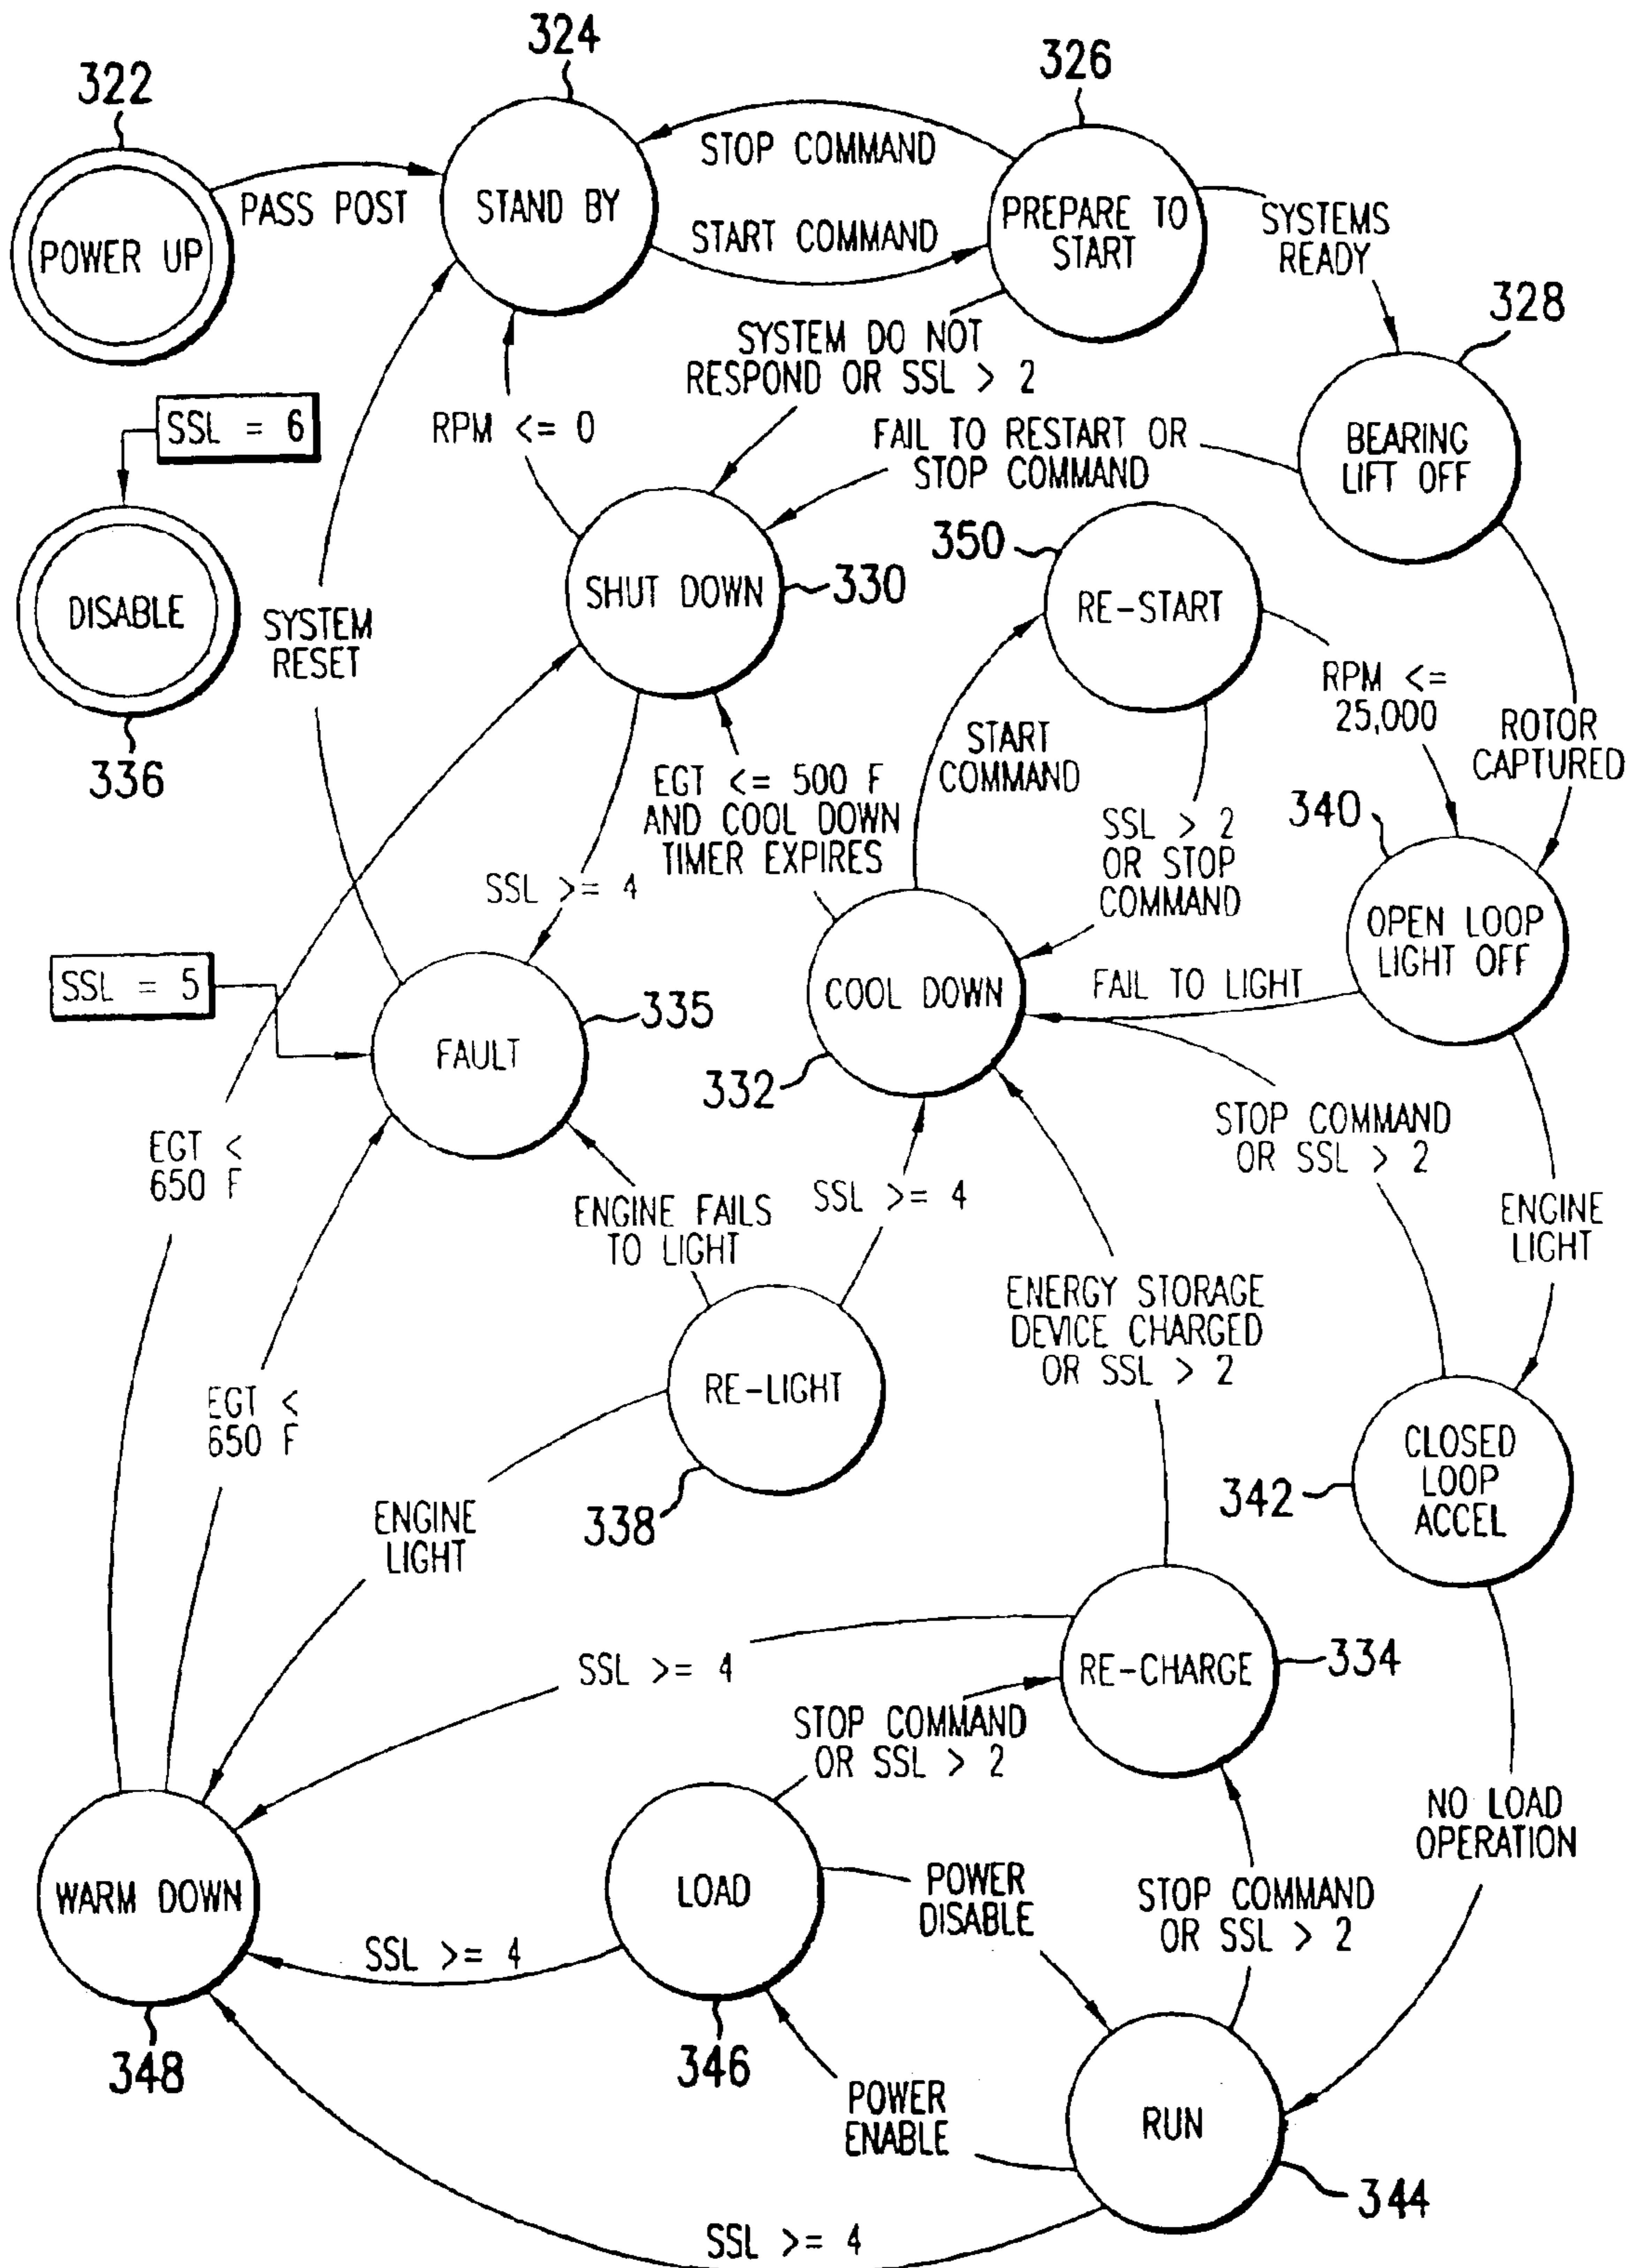 324
322
326
STOP COMMAND
PASS POST
STAND BY
POWER UP
START COMMAND
PREPARE TO
START
SYSTEMS
READY
328
SYSTEM DO NOT
RESPOND OR SSL > 2
SSL = 6
RPM <= 0
FAIL TO RESTART OR
STOP COMMAND
BEARING
LIFT OFF
350
DISABLE
SHUT DOWN
330
RE-START
SYSTEM
RESET
336
RPM <=
25,000
ROTOR
CAPTURED
START
COMMAND
EGT <= 500 F
AND COOL DOWN
TIMER EXPIRES
SSL > 2
OR STOP
COMMAND
340
SSL >= 4
OPEN LOOP
LIGHT OFF
SSL = 5
COOL DOWN
FAIL TO LIGHT
335
FAULT
332
STOP COMMAND
OR SSL > 2
EGT <
650 F
ENGINE FAILS
TO LIGHT
SSL >= 4
ENGINE
LIGHT
ENERGY STORAGE
DEVICE CHARGED
OR SSL > 2
RE-LIGHT
EGT <
650 F
CLOSED
LOOP
ACCEL
342
338
ENGINE
LIGHT
SSL >= 4
RE-CHARGE
334
STOP COMMAND
OR SSL > 2
NO LOAD
OPERATION
WARM DOWN
LOAD
POWER
DISABLE
STOP COMMAND
OR SSL > 2
SSL >= 4
348
346
POWER
ENABLE
RUN
344
SSL >= 4